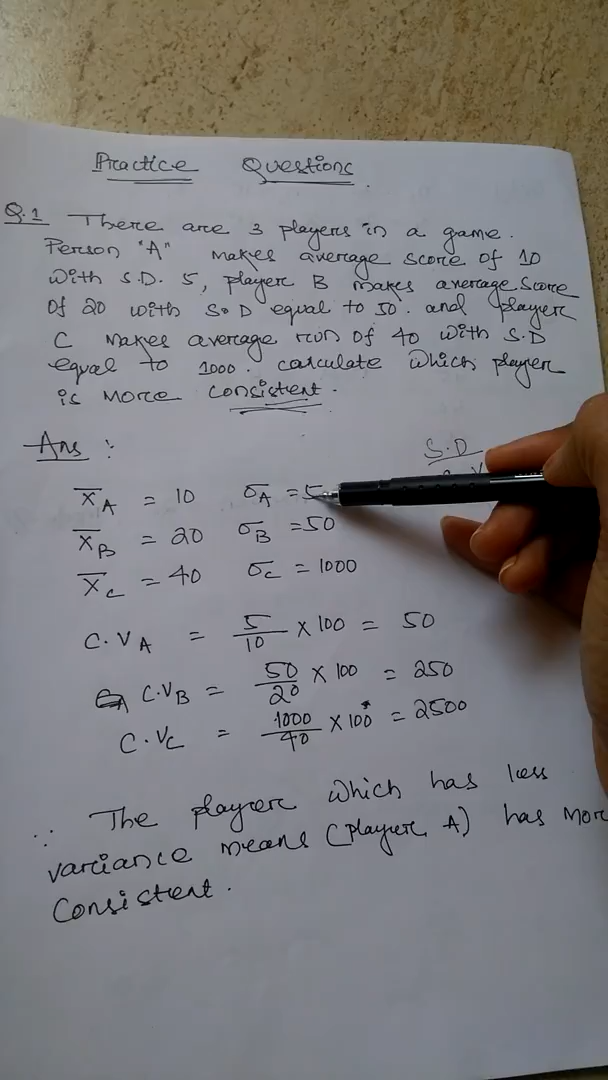 Practice Questions
Q.1 There are 3 players in a game.
Person "A" makes average score of 10
with S.D. 5, player B makes average score
of 20 with S.D equal to 50. and player
C makes average run of 40 with S.D
equal to 1000. calculate which player
is more consistent.
Ans :
S.D
X̄A = 10 σA = 5
X̄B = 20 σB = 50
X̄C = 40 σC = 1000
C.VA = 5/10 × 100 = 50
C.VB = 50/20 × 100 = 250
C.VC = 1000/40 × 100 = 2500
∴ The player which has less
variance means (player A) has more
consistent.